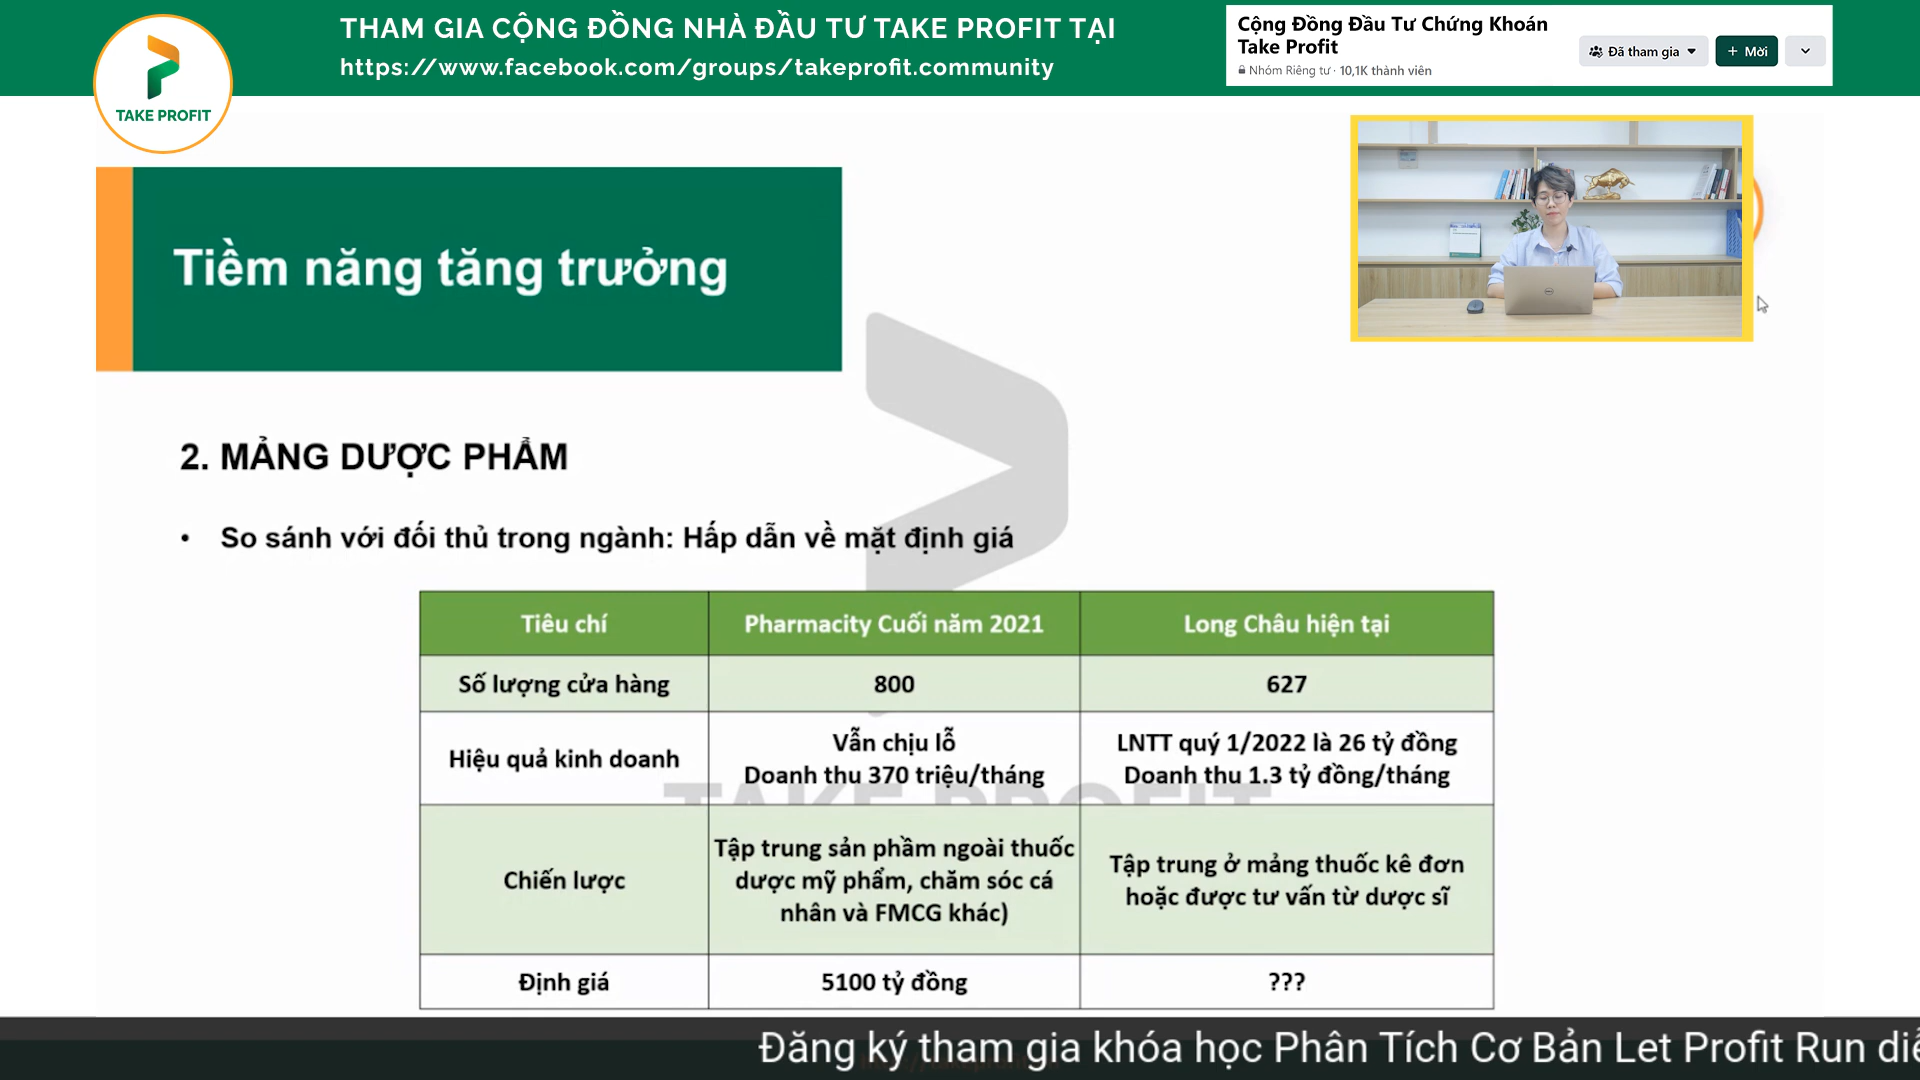 THAM GIA CỘNG ĐỒNG NHÀ ĐẦU TƯ TAKE PROFIT TẠI
https://www.facebook.com/groups/takeprofit.community
Cộng Đồng Đầu Tư Chứng Khoán
Take Profit
Nhóm Riêng tư · 10,1K thành viên
Đã tham gia
+ Mời
TAKE PROFIT
Tiềm năng tăng trưởng
2. MẢNG DƯỢC PHẨM
• So sánh với đối thủ trong ngành: Hấp dẫn về mặt định giá
Tiêu chí
Pharmacity Cuối năm 2021
Long Châu hiện tại
Số lượng cửa hàng
800
627
Hiệu quả kinh doanh
Vẫn chịu lỗ
Doanh thu 370 triệu/tháng
LNTT quý 1/2022 là 26 tỷ đồng
Doanh thu 1.3 tỷ đồng/tháng
Chiến lược
Tập trung sản phầm ngoài thuốc
dược mỹ phẩm, chăm sóc cá
nhân và FMCG khác)
Tập trung ở mảng thuốc kê đơn
hoặc được tư vấn từ dược sĩ
Định giá
5100 tỷ đồng
???
TAKE PROFIT
Đăng ký tham gia khóa học Phân Tích Cơ Bản Let Profit Run diễ